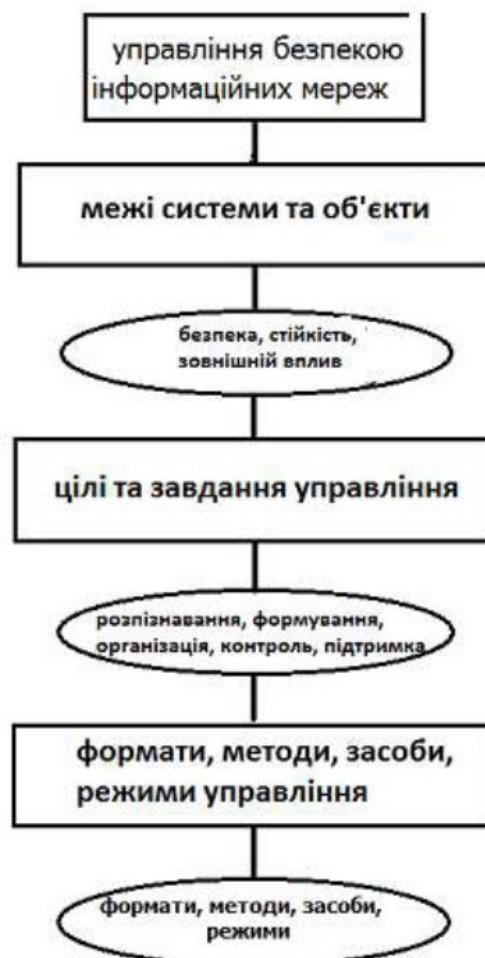 управління безпекою
інформаційних мереж
межі системи та об'єкти
безпека, стійкість,
зовнішній вплив
цілі та завдання управління
розпізнавання, формування,
організація, контроль, підтримка
формати, методи, засоби,
режими управління
формати, методи, засоби,
режими